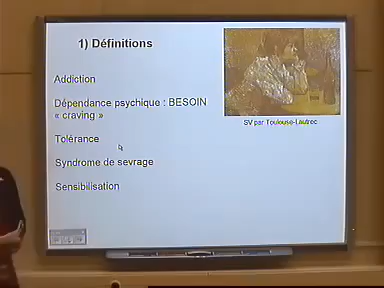 1) Définitions
Addiction
Dépendance psychique : BESOIN
« craving »
Tolérance
Syndrome de sevrage
Sensibilisation
SV par Toulouse-Lautrec